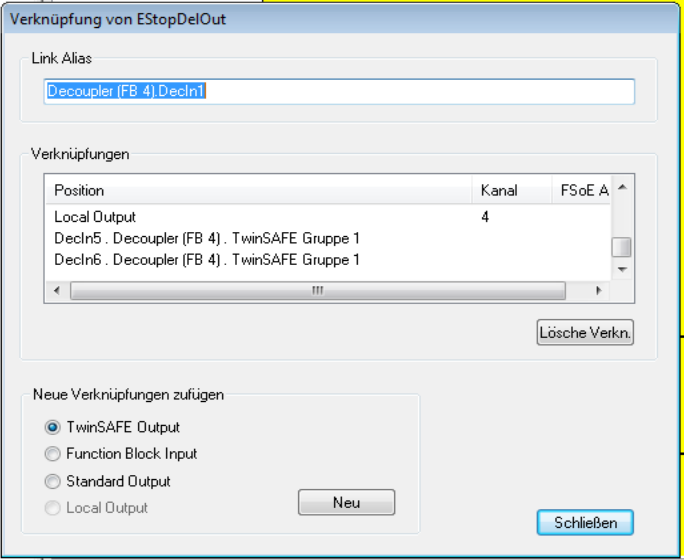 Verknüpfung von EStopDelOut
Link Alias
Decoupler (FB 4).DecIn1
Verknüpfungen
Position Kanal FSoE A
Local Output 4
DecIn5 . Decoupler (FB 4) . TwinSAFE Gruppe 1
DecIn6 . Decoupler (FB 4) . TwinSAFE Gruppe 1
Lösche Verkn.
Neue Verknüpfungen zufügen
TwinSAFE Output
Function Block Input
Standard Output
Local Output
Neu
Schließen